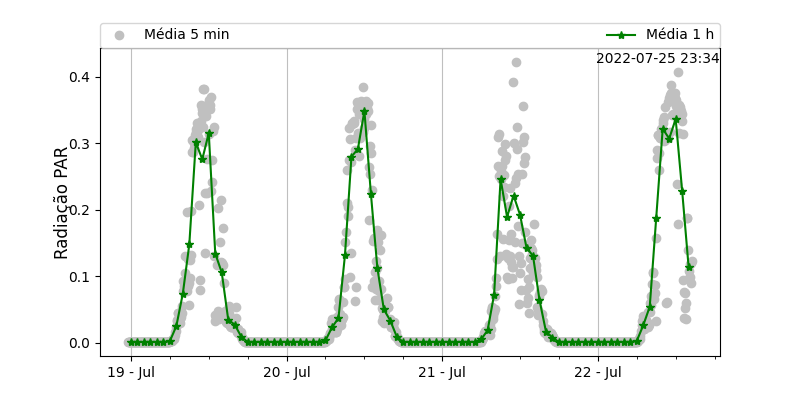 Média 5 min
Média 1 h
2022-07-25 23:34
Radiação PAR
0.4
0.3
0.2
0.1
0.0
19 - Jul
20 - Jul
21 - Jul
22 - Jul